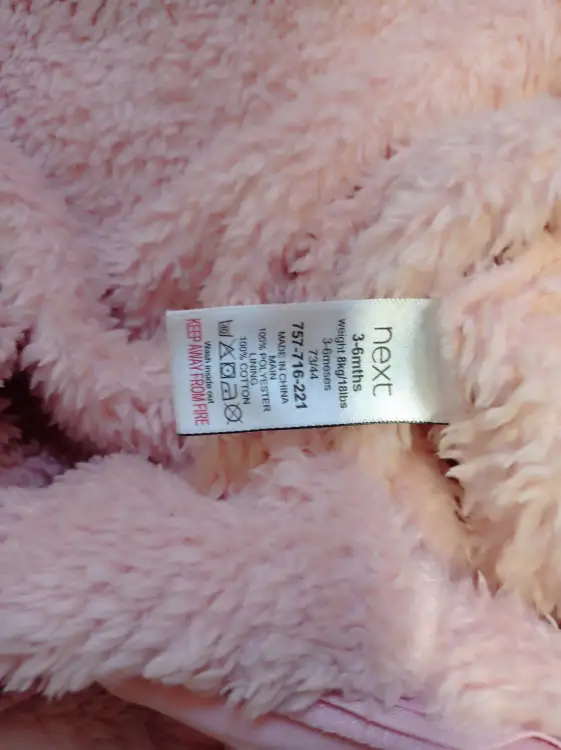 next
3-6mths
weight 8kg/18lbs
3-6meses
73/44
757-716-221
MADE IN CHINA
MAIN
100% POLYESTER
LINING
100% COTTON
40
Wash inside out
KEEP AWAY FROM FIRE